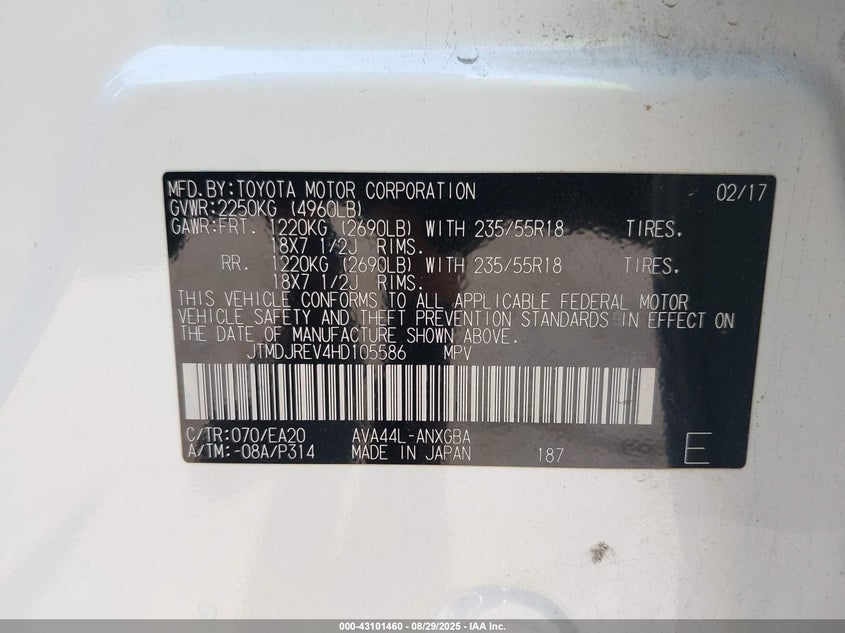 MFD.BY:TOYOTA MOTOR CORPORATION 02/17
GVWR:2250KG (4960LB)
GAWR:FRT. 1220KG (2690LB) WITH 235/55R18 TIRES,
18X7 1/2J RIMS.
RR. 1220KG (2690LB) WITH 235/55R18 TIRES,
18X7 1/2J RIMS.
THIS VEHICLE CONFORMS TO ALL APPLICABLE FEDERAL MOTOR
VEHICLE SAFETY AND THEFT PREVENTION STANDARDS IN EFFECT ON
THE DATE OF MANUFACTURE SHOWN ABOVE.
JTMDJREV4HD105586 MPV
C/TR:070/EA20 AVA44L-ANXGBA
A/TM:-08A/P314 MADE IN JAPAN 187 E
000-43101460 - 08/29/2025 - IAA Inc.